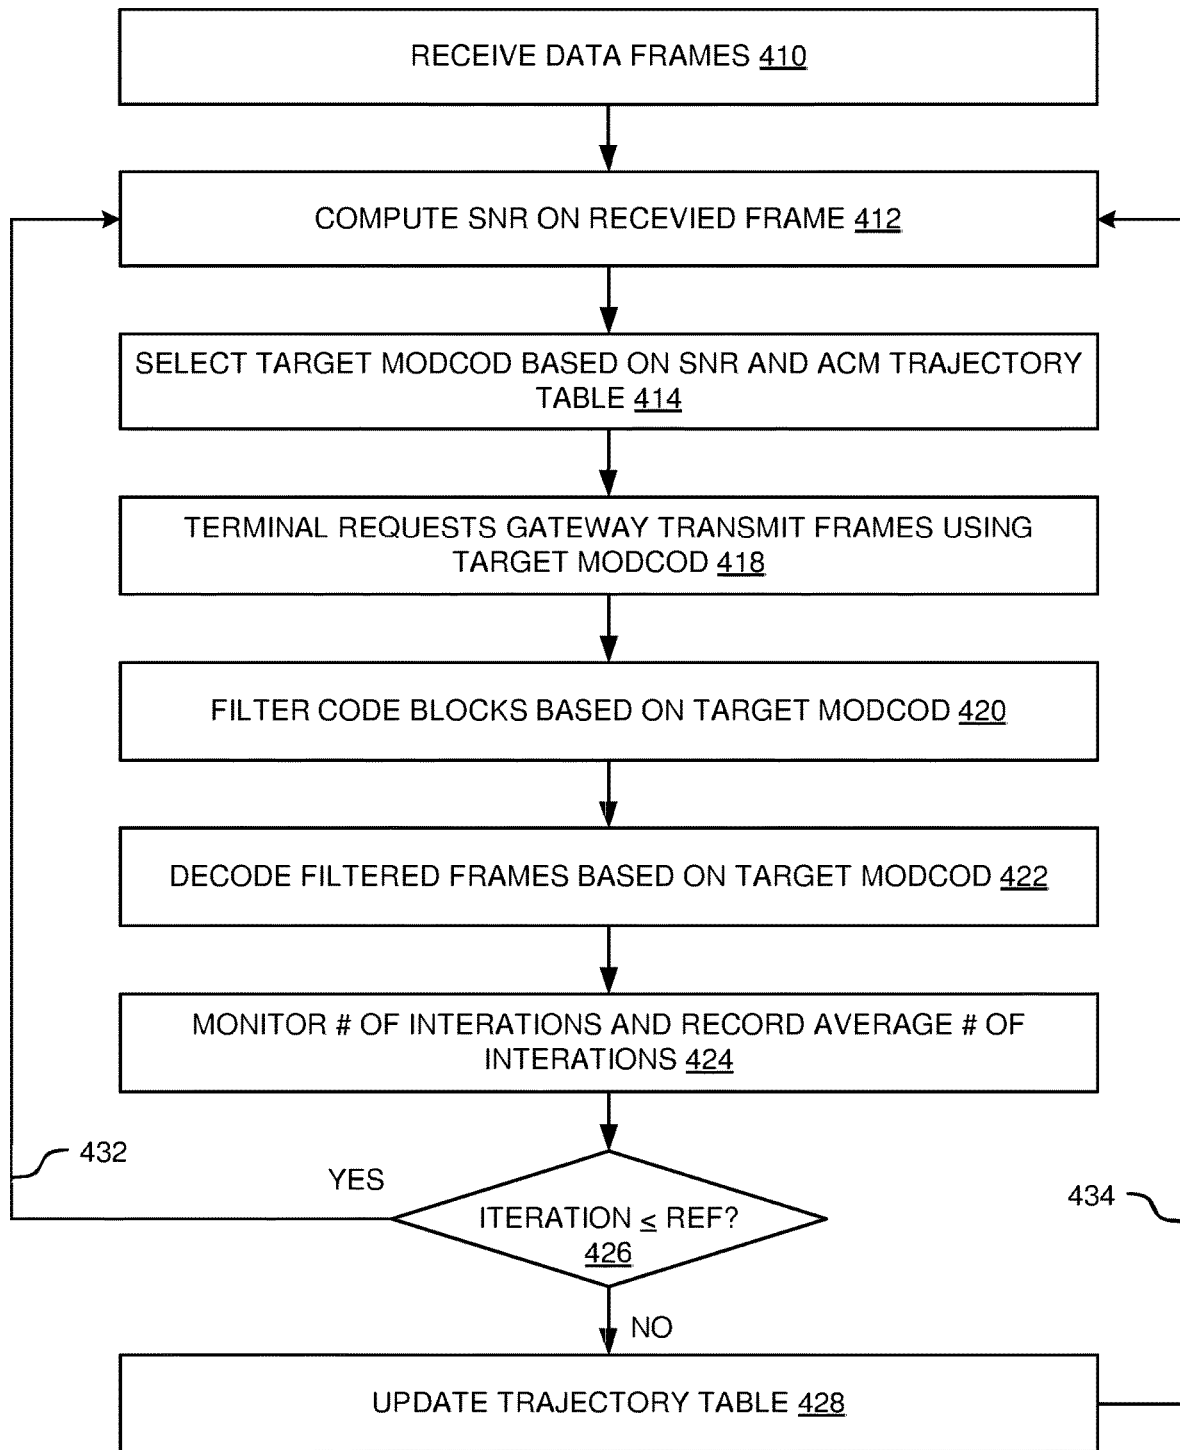 RECEIVE DATA FRAMES 410
COMPUTE SNR ON RECEVIED FRAME 412
SELECT TARGET MODCOD BASED ON SNR AND ACM TRAJECTORY
TABLE 414
TERMINAL REQUESTS GATEWAY TRANSMIT FRAMES USING
TARGET MODCOD 418
FILTER CODE BLOCKS BASED ON TARGET MODCOD 420
DECODE FILTERED FRAMES BASED ON TARGET MODCOD 422
MONITOR # OF INTERATIONS AND RECORD AVERAGE # OF
INTERATIONS 424
432
YES
ITERATION ≤ REF?
426
434
NO
UPDATE TRAJECTORY TABLE 428